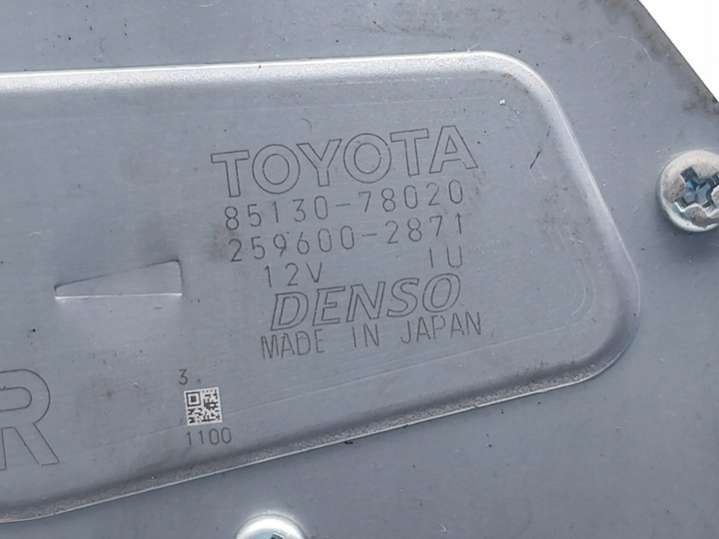 TOYOTA
85130-78020
259600-2871
12V 1U
DENSO
MADE IN JAPAN
3.
1100
R